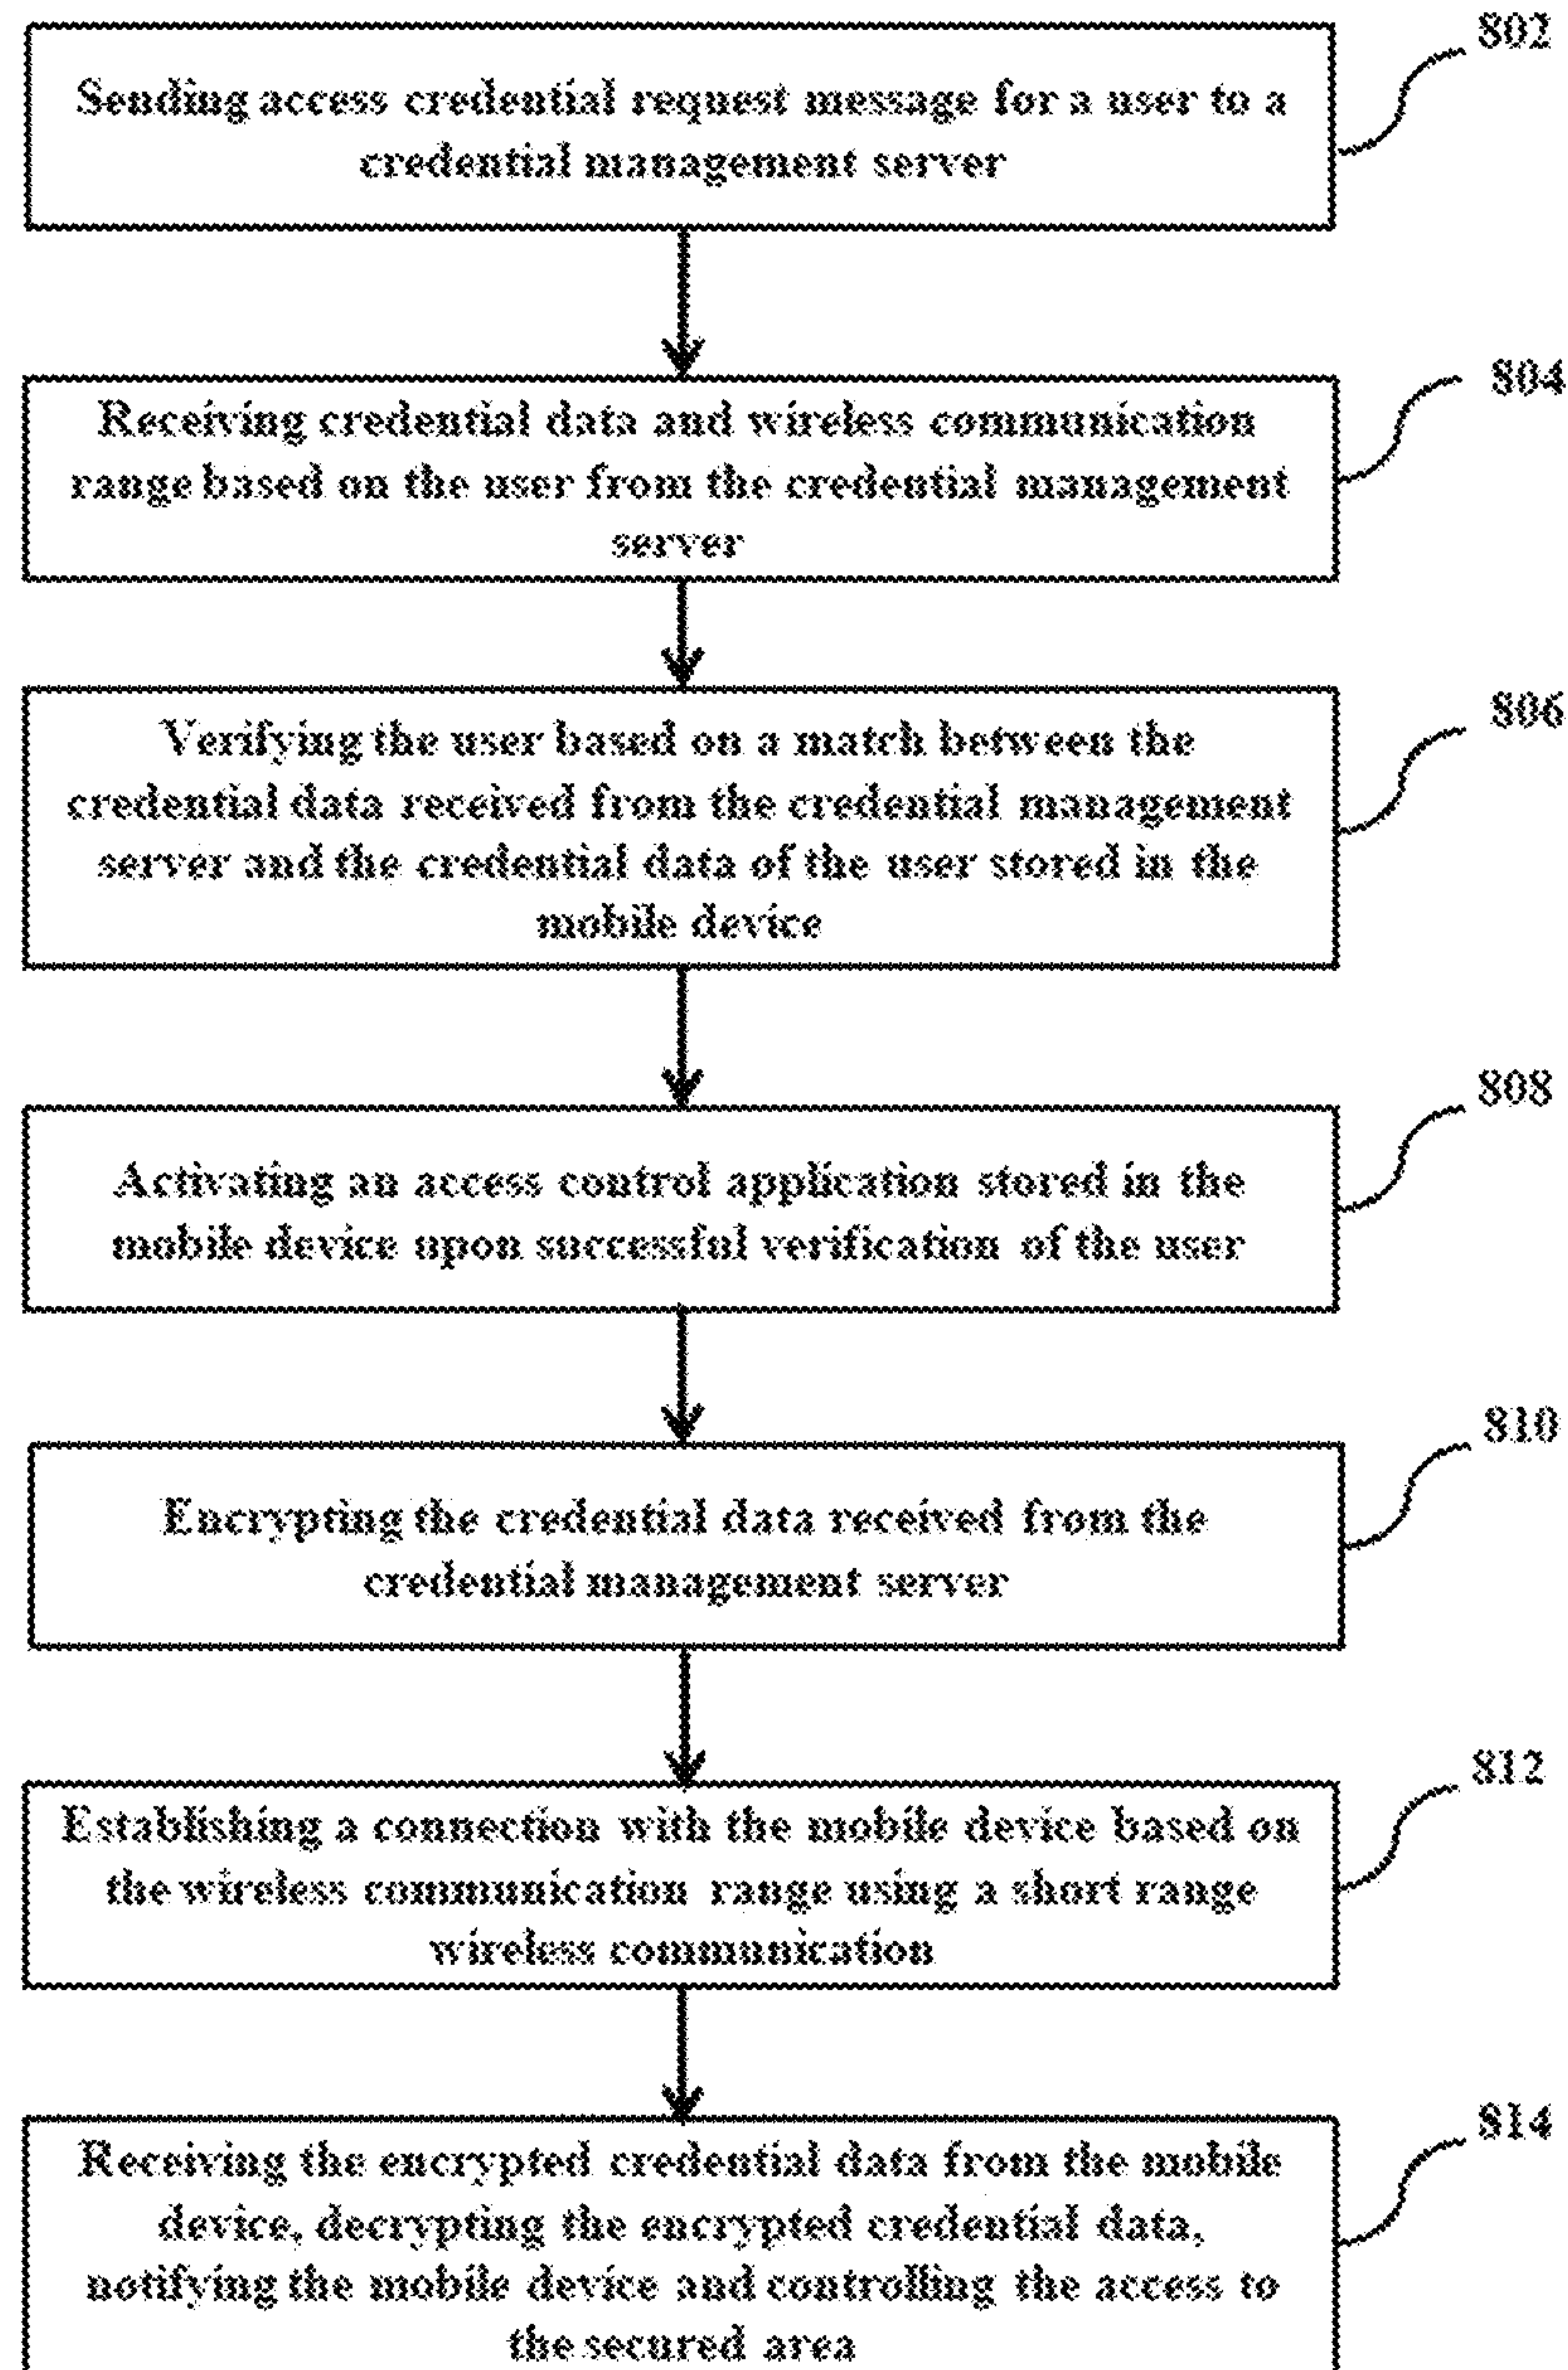 802
Sending access credential request message for a user to a
credential management server
804
Receiving credential data and wireless communication
range based on the user from the credential management
server
806
Verifying the user based on a match between the
credential data received from the credential management
server and the credential data of the user stored in the
mobile device
808
Activating an access control application stored in the
mobile device upon successful verification of the user
810
Encrypting the credential data received from the
credential management server
812
Establishing a connection with the mobile device based on
the wireless communication range using a short range
wireless communication
814
Receiving the encrypted credential data from the mobile
device, decrypting the encrypted credential data,
notifying the mobile device and controlling the access to
the secured area